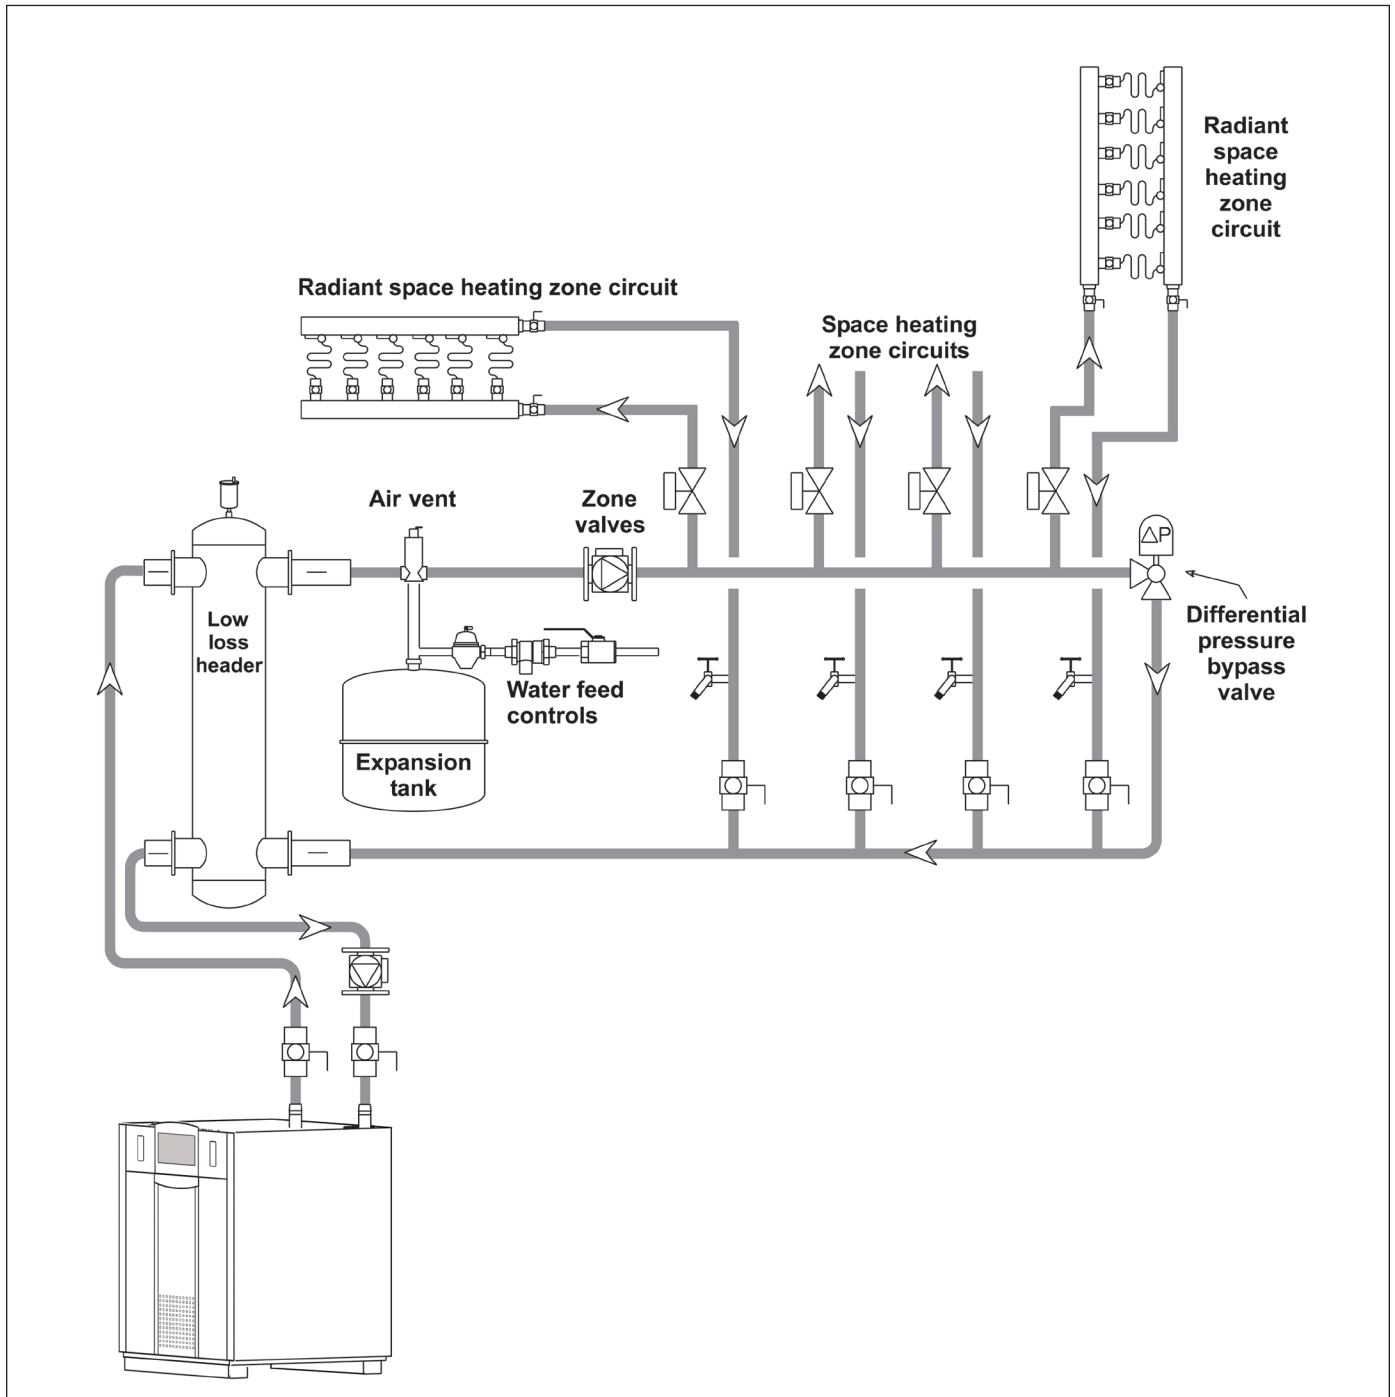 Radiant
space
heating
zone
circuit
Radiant space heating zone circuit
Space heating
zone circuits
Air vent
Zone
valves
ΔP
Low
loss
header
Differential
pressure
bypass
valve
Water feed
controls
Expansion
tank